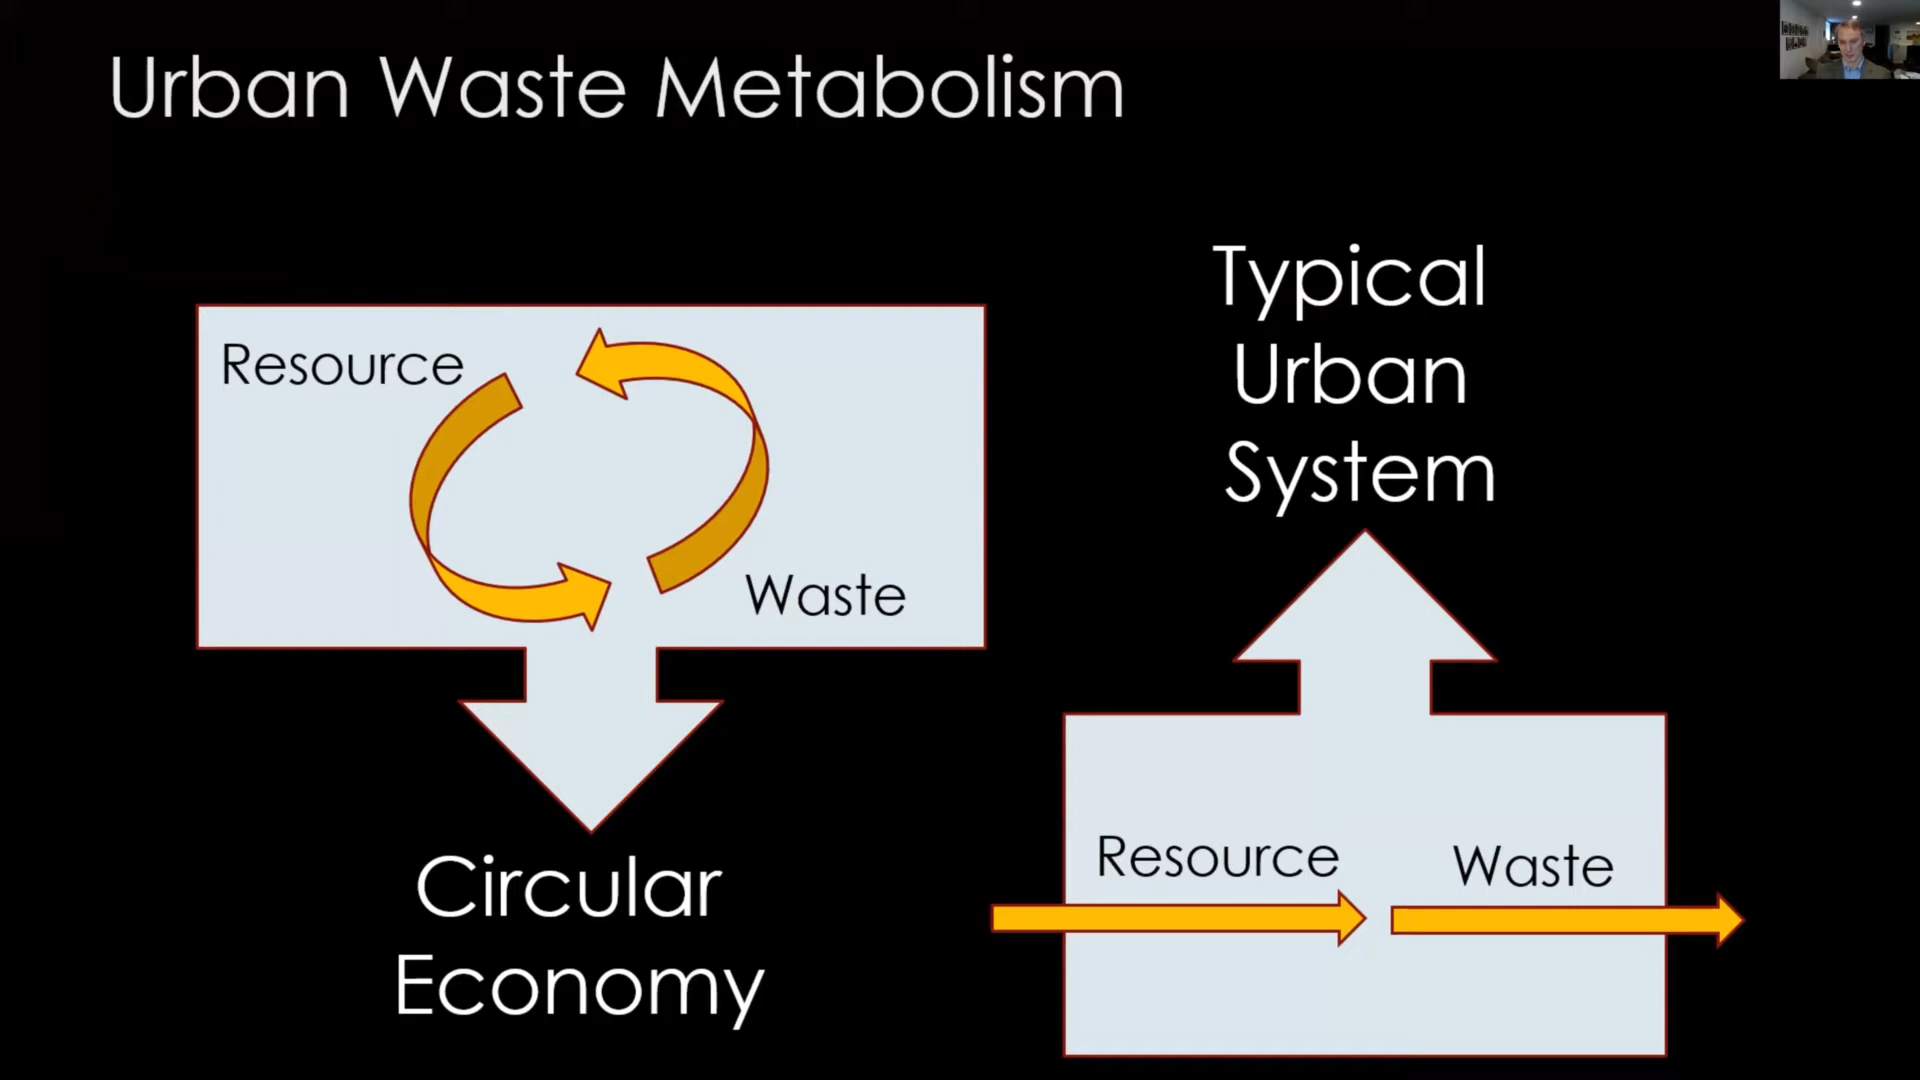 Urban Waste Metabolism
Resource
Waste
Circular
Economy
Typical
Urban
System
Resource
Waste